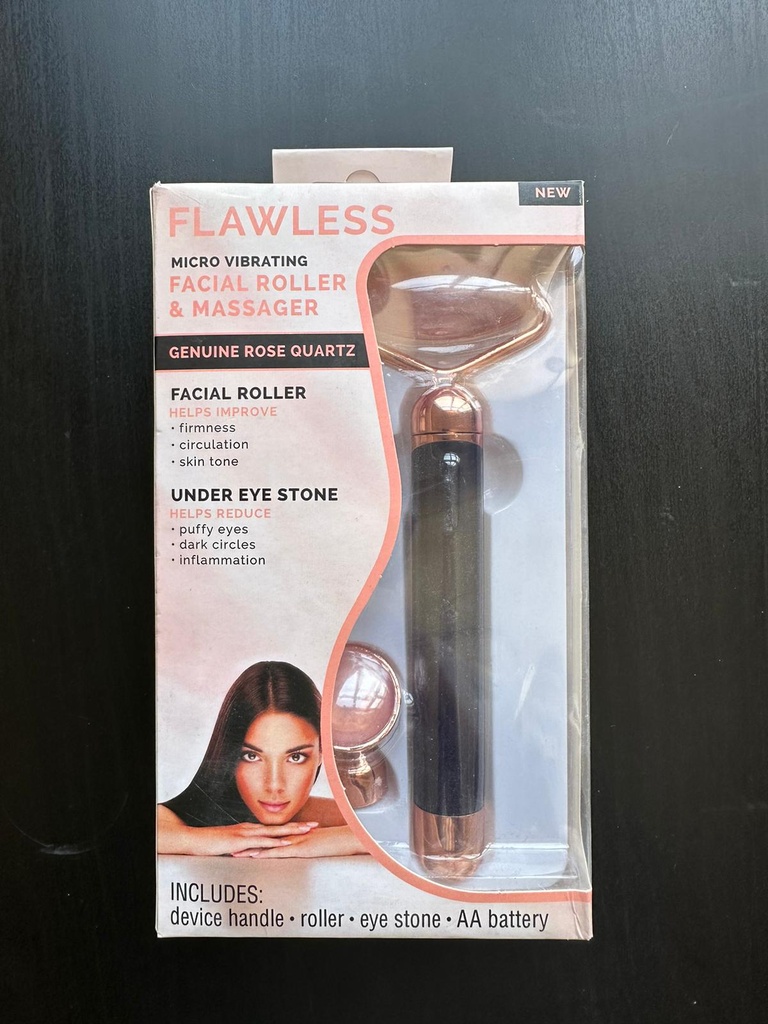 NEW
FLAWLESS
MICRO VIBRATING
FACIAL ROLLER
& MASSAGER
GENUINE ROSE QUARTZ
FACIAL ROLLER
HELPS IMPROVE
• firmness
• circulation
• skin tone
UNDER EYE STONE
HELPS REDUCE
• puffy eyes
• dark circles
• inflammation
INCLUDES:
device handle • roller • eye stone • AA battery